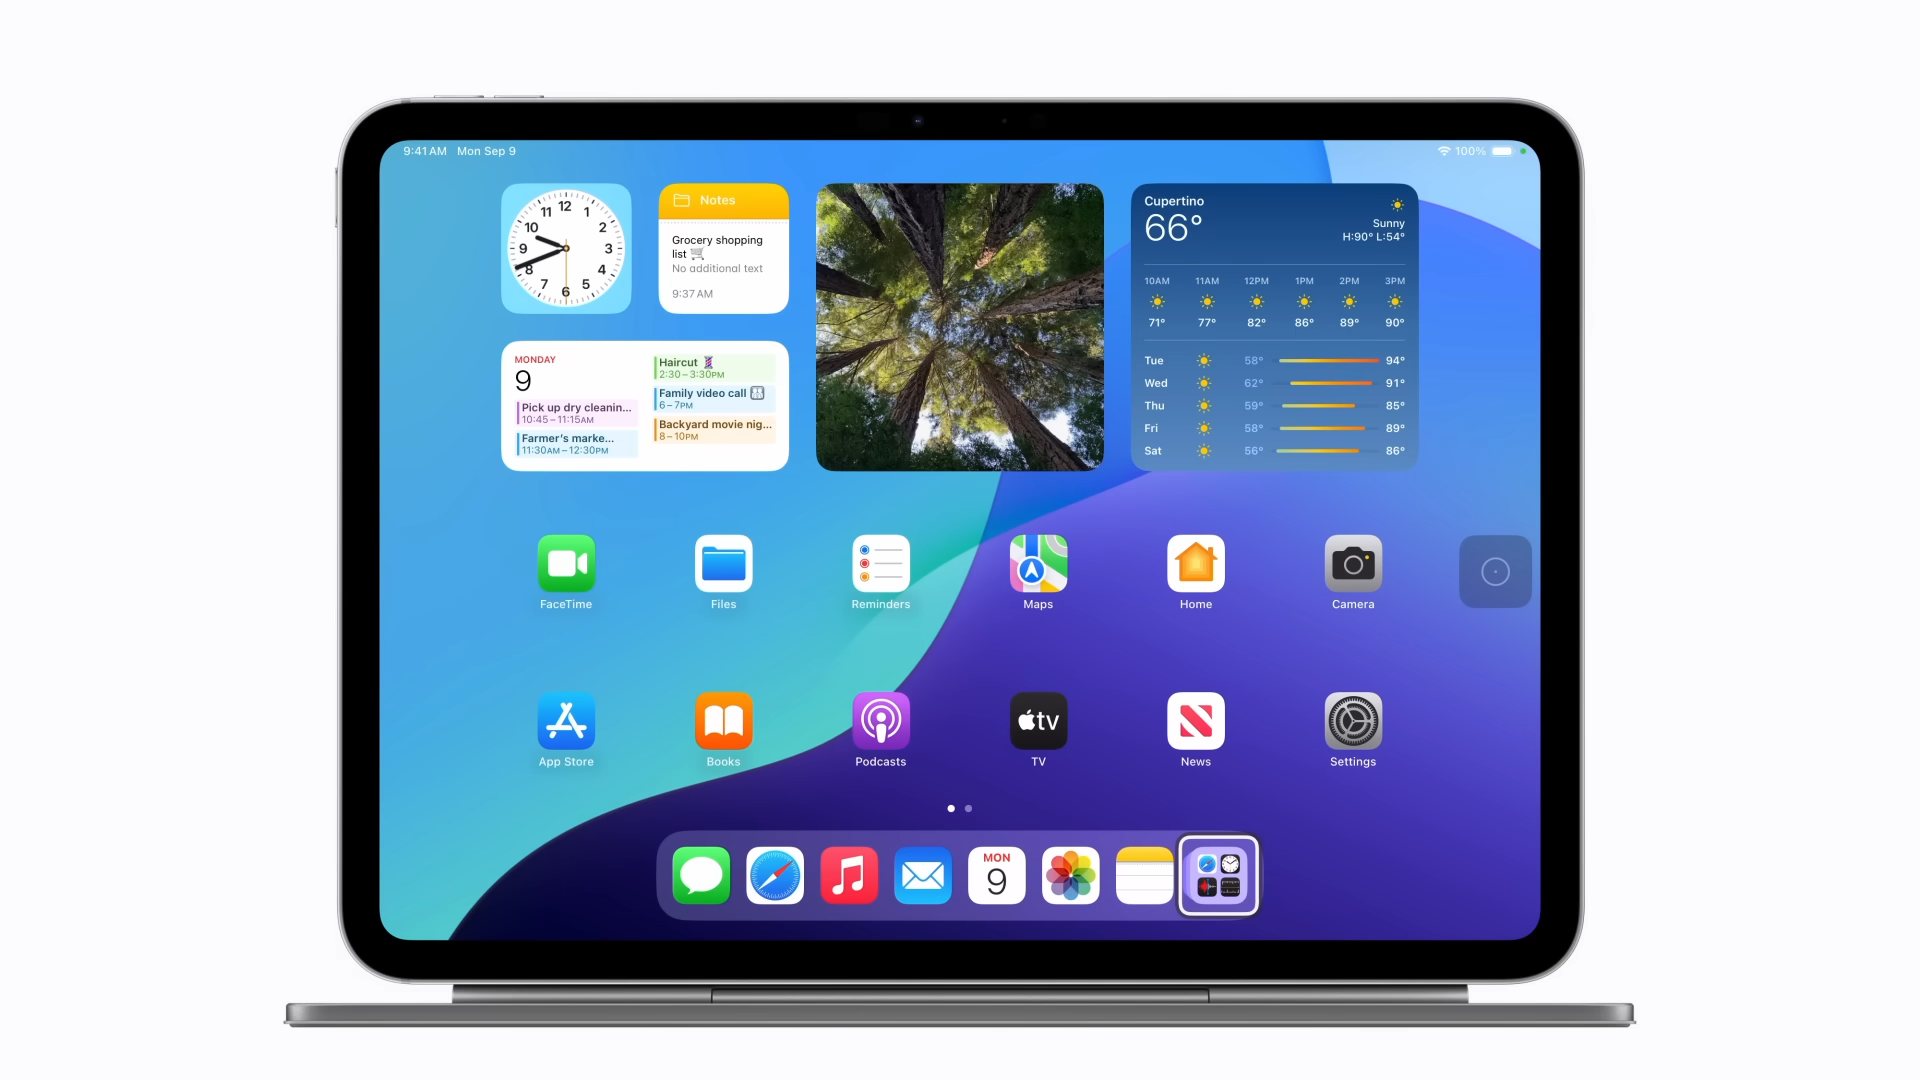 9:41 AM Mon Sep 9
100%
12
1
2
3
4
5
6
7
8
9
10
11
Notes
Grocery shopping
list 🛒
No additional text
9:37 AM
MONDAY
9
Pick up dry cleanin...
10:45 – 11:15AM
Farmer's marke...
11:30AM – 12:30PM
Haircut 💈
2:30 – 3:30PM
Family video call
6 – 7PM
Backyard movie nig...
8 – 10PM
Cupertino
66°
Sunny
H:90° L:54°
10AM 11AM 12PM 1PM 2PM 3PM
71° 77° 82° 86° 89° 90°
Tue 58° 94°
Wed 62° 91°
Thu 59° 85°
Fri 58° 89°
Sat 56° 86°
FaceTime Files Reminders Maps Home Camera
tv
App Store Books Podcasts TV News Settings
MON
9